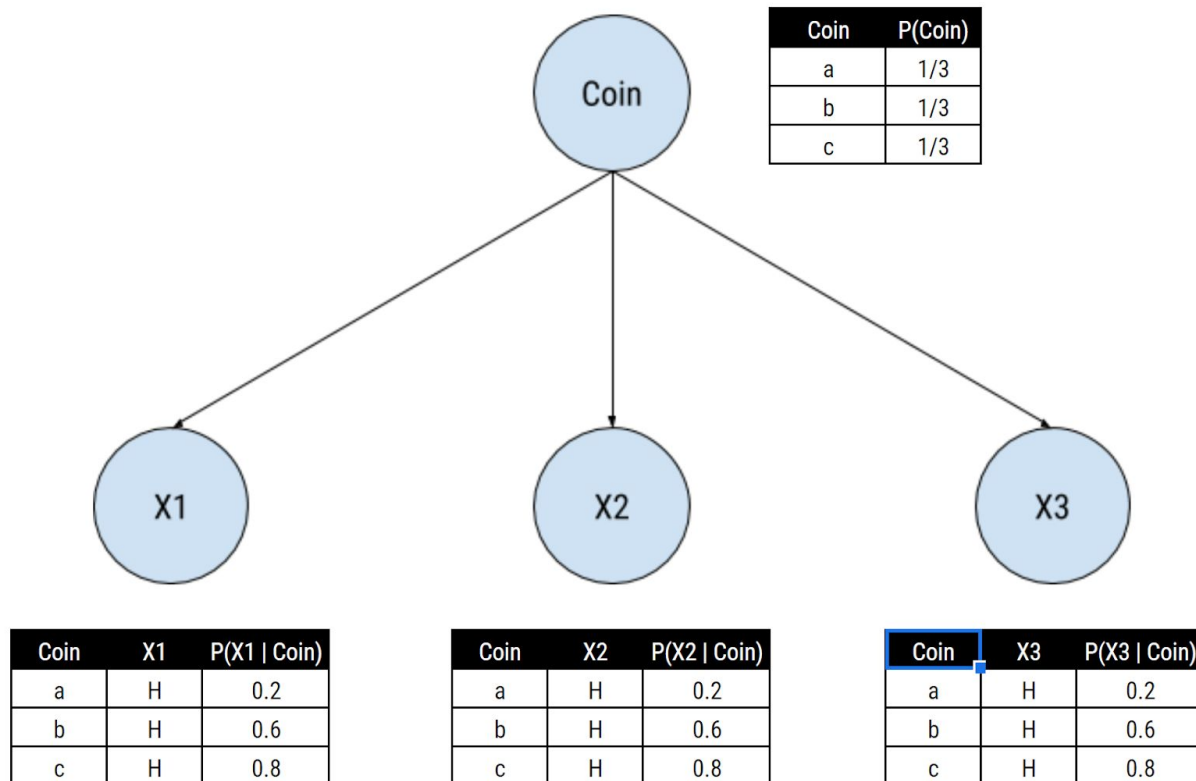 Coin P(Coin)
a 1/3
b 1/3
c 1/3
Coin
X1 X2 X3
Coin X1 P(X1 | Coin)
a H 0.2
b H 0.6
c H 0.8
Coin X2 P(X2 | Coin)
a H 0.2
b H 0.6
c H 0.8
Coin X3 P(X3 | Coin)
a H 0.2
b H 0.6
c H 0.8